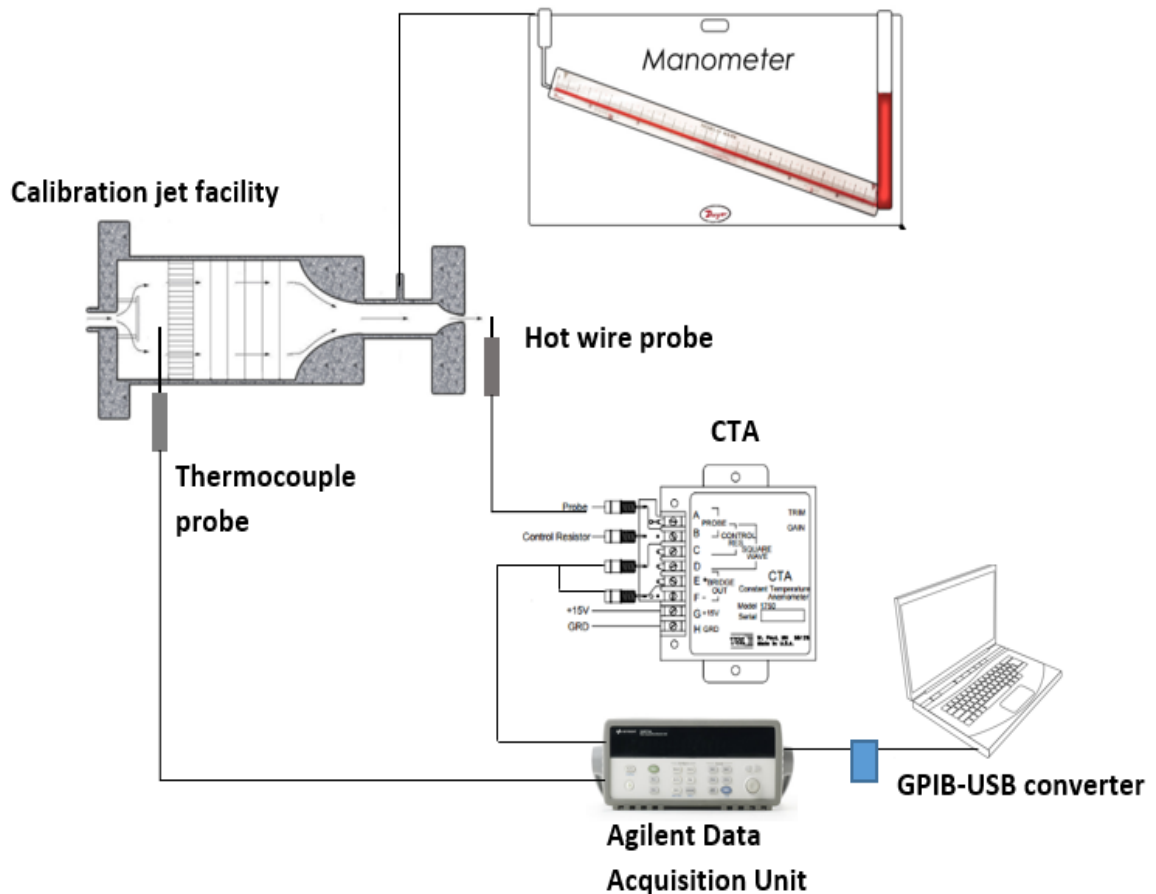 Manometer
Dwyer
Calibration jet facility
Hot wire probe
Thermocouple
probe
CTA
Probe
Control Resistor
+15V
GRD
A
PROBE
B
CONTROL
RES
C
SQUARE
WAVE
D
E +
BRIDGE
OUT
F -
G +15V
H GRD
TRIM
GAIN
CTA
Constant Temperature
Anemometer
Model 1750
Serial
GPIB-USB converter
Agilent Data
Acquisition Unit